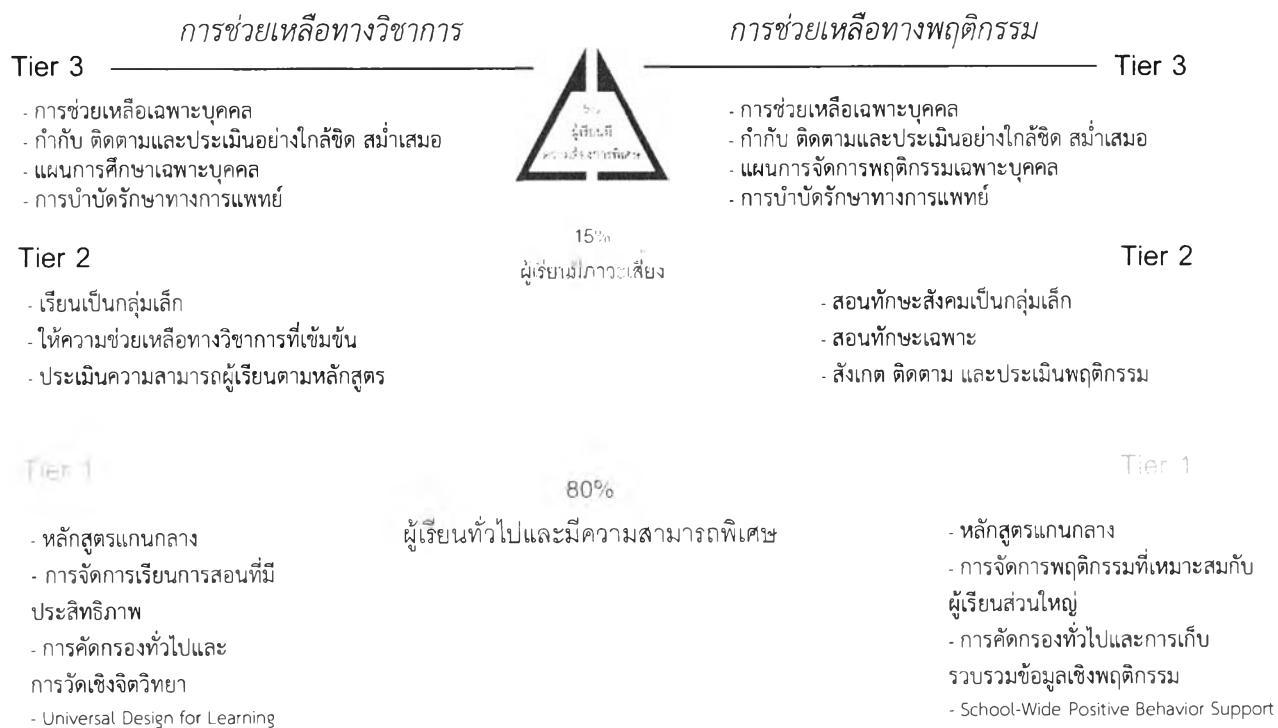 การช่วยเหลือทางวิชาการ
การช่วยเหลือทางพฤติกรรม
Tier 3
Tier 3
- การช่วยเหลือเฉพาะบุคคล
- กำกับ ติดตามและประเมินอย่างใกล้ชิด สม่ำเสมอ
- แผนการศึกษาเฉพาะบุคคล
- การบำบัดรักษาทางการแพทย์
5%
ผู้เรียนมี
- การช่วยเหลือเฉพาะบุคคล
- กำกับ ติดตามและประเมินอย่างใกล้ชิด สม่ำเสมอ
- แผนการจัดการพฤติกรรมเฉพาะบุคคล
- การบำบัดรักษาทางการแพทย์
Tier 2
15%
ผู้เรียนมีภาวะเสี่ยง
Tier 2
- เรียนเป็นกลุ่มเล็ก
- ให้ความช่วยเหลือทางวิชาการที่เข้มข้น
- ประเมินความสามารถผู้เรียนตามหลักสูตร
- สอนทักษะสังคมเป็นกลุ่มเล็ก
- สอนทักษะเฉพาะ
- สังเกต ติดตาม และประเมินพฤติกรรม
Tier 1
80%
ผู้เรียนทั่วไปและมีความสามารถพิเศษ
Tier 1
- หลักสูตรแกนกลาง
- การจัดการเรียนการสอนที่มี
ประสิทธิภาพ
- การคัดกรองทั่วไปและ
การวัดเชิงจิตวิทยา
- Universal Design for Learning
- หลักสูตรแกนกลาง
- การจัดการพฤติกรรมที่เหมาะสมกับ
ผู้เรียนส่วนใหญ่
- การคัดกรองทั่วไปและการเก็บ
รวบรวมข้อมูลเชิงพฤติกรรม
- School-Wide Positive Behavior Support